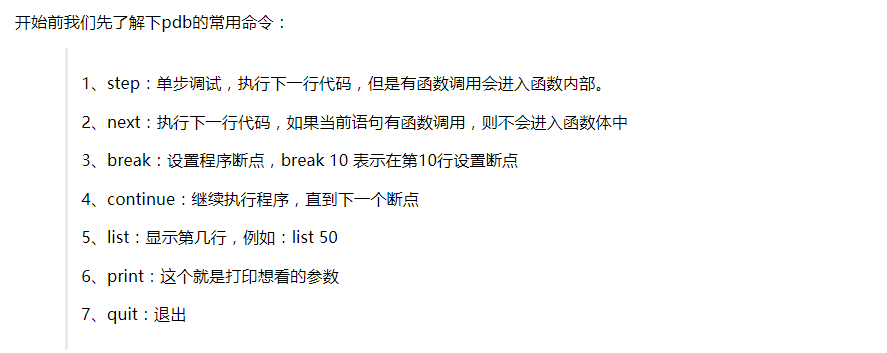 开始前我们先了解下pdb的常用命令：
1、step：单步调试，执行下一行代码，但是有函数调用会进入函数内部。
2、next：执行下一行代码，如果当前语句有函数调用，则不会进入函数体中
3、break：设置程序断点，break 10 表示在第10行设置断点
4、continue：继续执行程序，直到下一个断点
5、list：显示第几行，例如：list 50
6、print：这个就是打印想看的参数
7、quit：退出